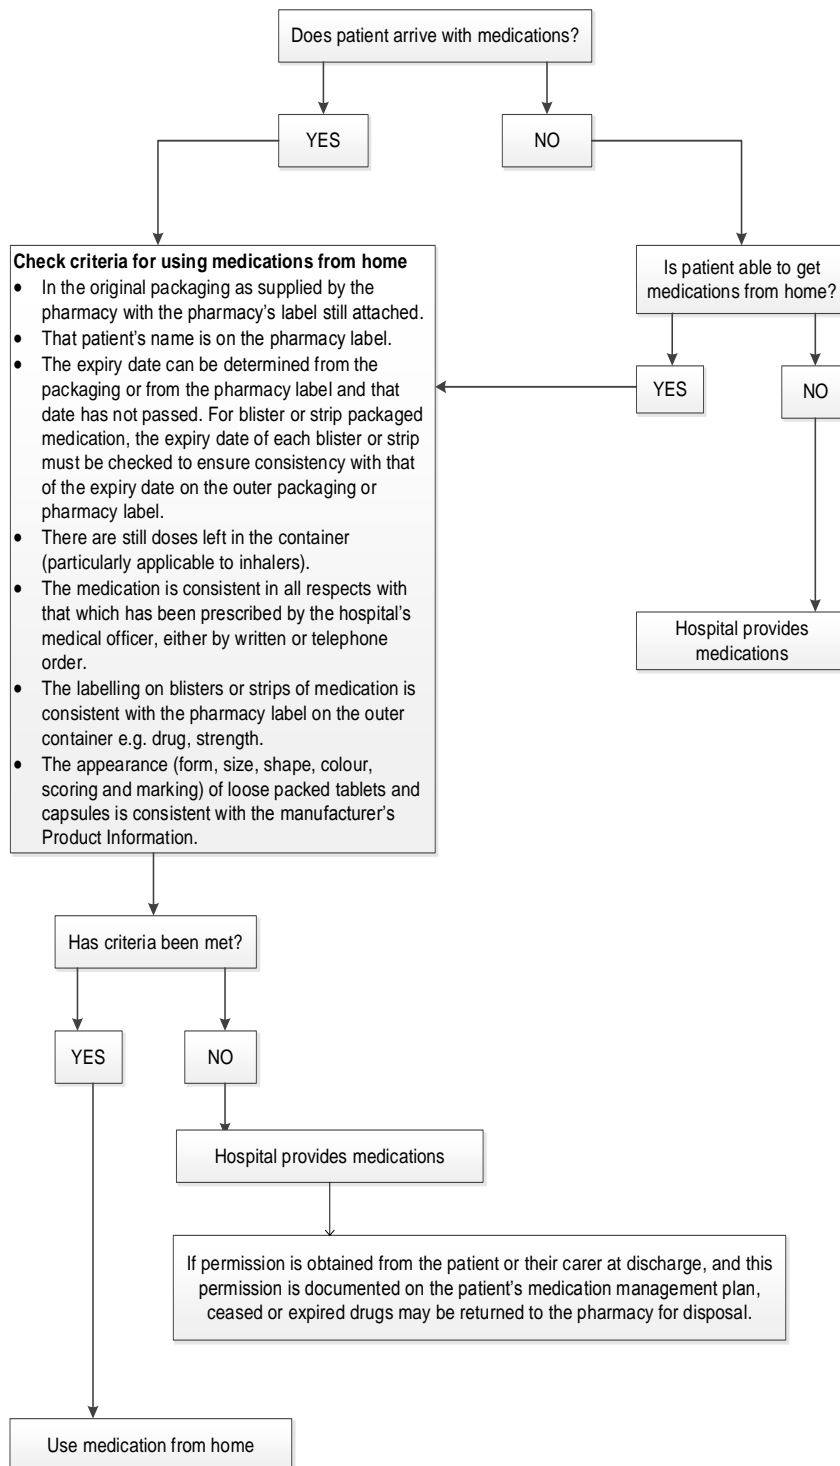 Does patient arrive with medications?
YES
NO
Check criteria for using medications from home
• In the original packaging as supplied by the
pharmacy with the pharmacy’s label still attached.
• That patient’s name is on the pharmacy label.
• The expiry date can be determined from the
packaging or from the pharmacy label and that
date has not passed. For blister or strip packaged
medication, the expiry date of each blister or strip
must be checked to ensure consistency with that
of the expiry date on the outer packaging or
pharmacy label.
• There are still doses left in the container
(particularly applicable to inhalers).
• The medication is consistent in all respects with
that which has been prescribed by the hospital’s
medical officer, either by written or telephone
order.
• The labelling on blisters or strips of medication is
consistent with the pharmacy label on the outer
container e.g. drug, strength.
• The appearance (form, size, shape, colour,
scoring and marking) of loose packed tablets and
capsules is consistent with the manufacturer’s
Product Information.
Is patient able to get
medications from home?
YES
NO
Hospital provides
medications
Has criteria been met?
YES
NO
Hospital provides medications
If permission is obtained from the patient or their carer at discharge, and this
permission is documented on the patient’s medication management plan,
ceased or expired drugs may be returned to the pharmacy for disposal.
Use medication from home